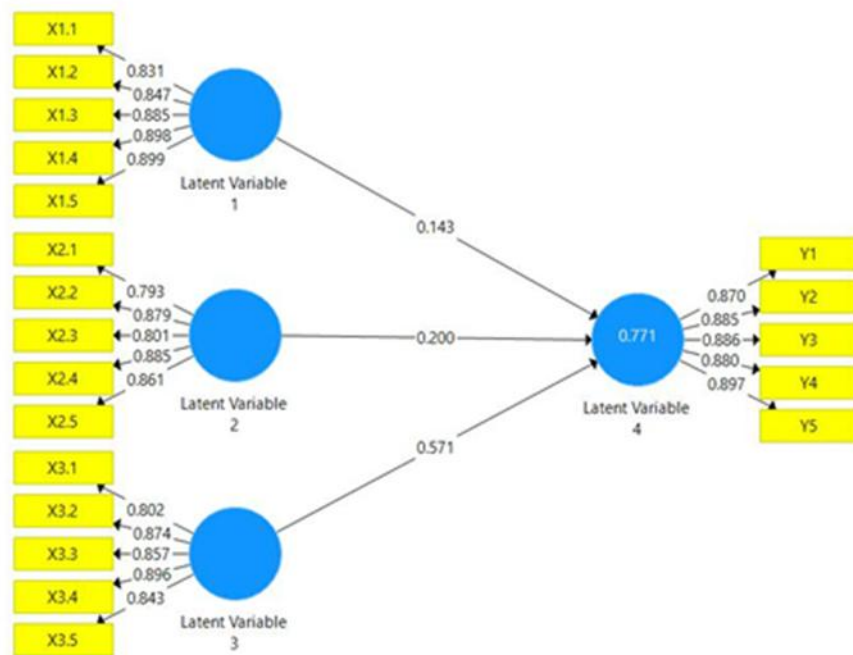 X1.1
X1.2
X1.3
X1.4
X1.5
0.831
0.847
0.885
0.898
0.899
Latent Variable
1
X2.1
X2.2
X2.3
X2.4
X2.5
0.793
0.879
0.801
0.885
0.861
Latent Variable
2
X3.1
X3.2
X3.3
X3.4
X3.5
0.802
0.874
0.857
0.896
0.843
Latent Variable
3
0.143
0.200
0.571
0.771
Latent Variable
4
0.870
0.885
0.886
0.880
0.897
Y1
Y2
Y3
Y4
Y5